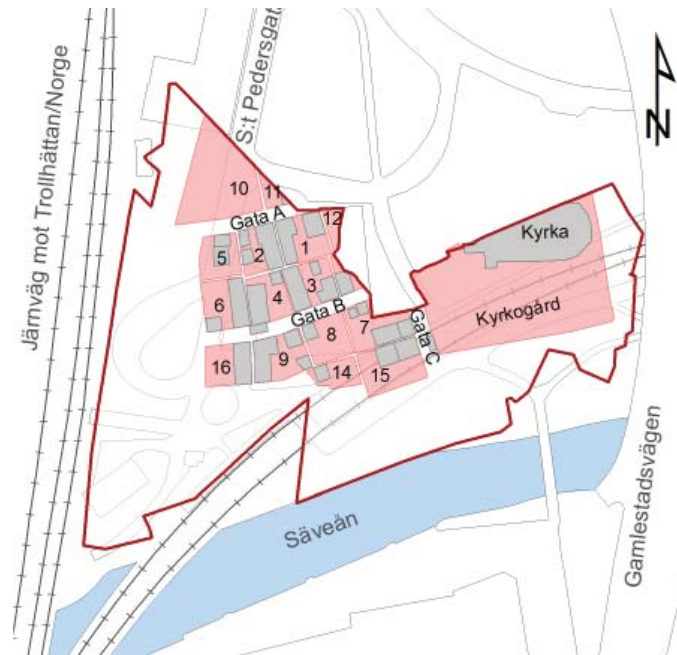 Järnväg mot Trollhättan/Norge
S:t Pedersgat
N
10
11
Gata A
12
5
2
1
Kyrka
6
4
3
Gata B
Kyrkogård
8
7
Gata C
16
9
14
15
Säveån
Gamlestadsvägen